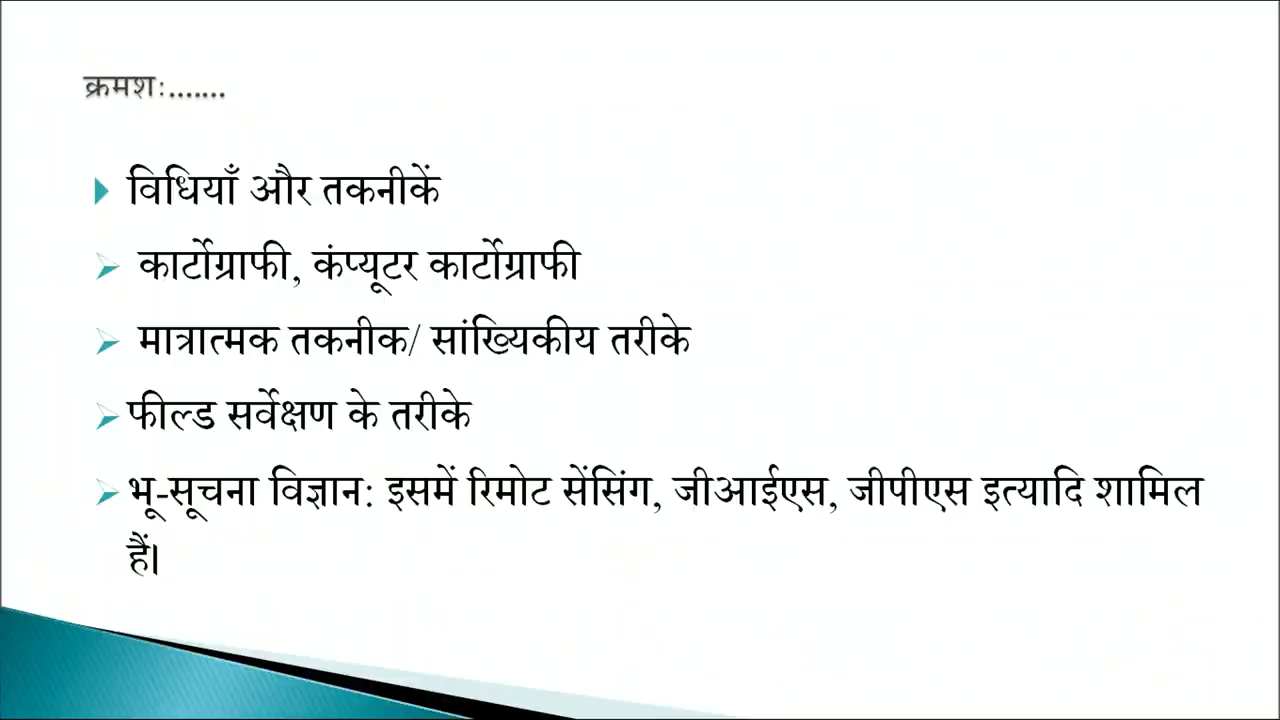 क्रमशः.......
विधियाँ और तकनीकें
कार्टोग्राफी, कंप्यूटर कार्टोग्राफी
मात्रात्मक तकनीक/ सांख्यिकीय तरीके
फील्ड सर्वेक्षण के तरीके
भू-सूचना विज्ञान: इसमें रिमोट सेंसिंग, जीआईएस, जीपीएस इत्यादि शामिल
हैं।